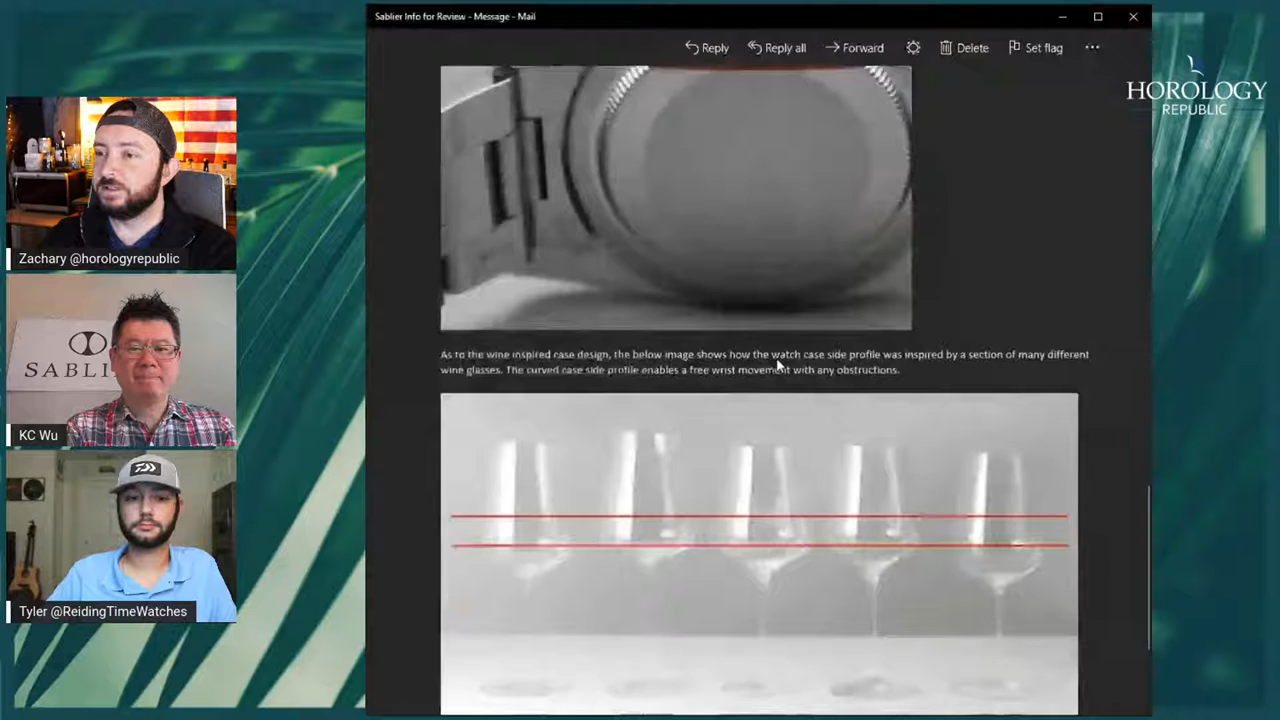 Sablier Info for Review - Message - Mail
Reply
Reply all
Forward
Delete
Set flag
HOROLOGY
REPUBLIC
Zachary @horologyrepublic
SABLI
KC Wu
Tyler @ReidingTimeWatches
As to the wine inspired case design, the below image shows how the watch case side profile was inspired by a section of many different
wine glasses. The curved case side profile enables a free wrist movement with any obstructions.